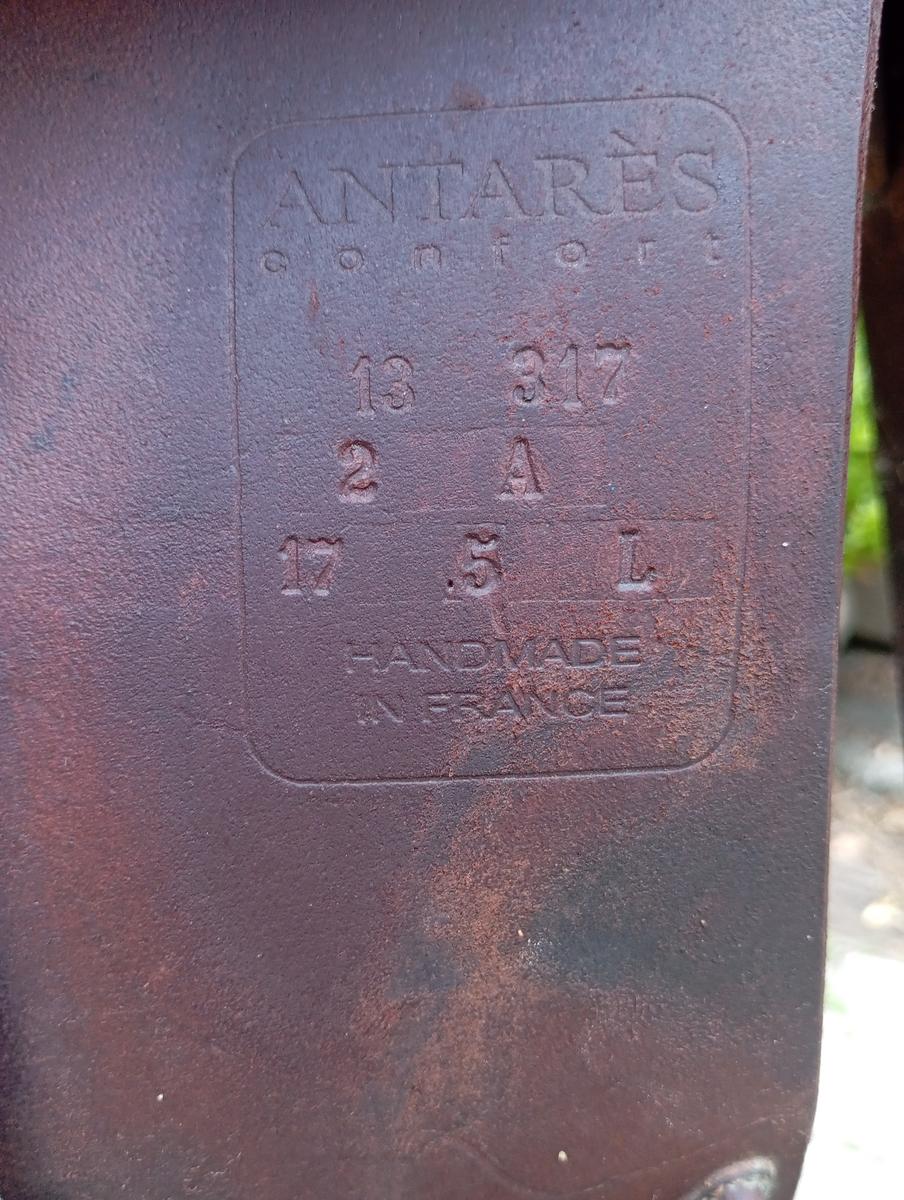 ANTARÈS
confort
13 317
2 A
17 .5 L
HANDMADE
IN FRANCE